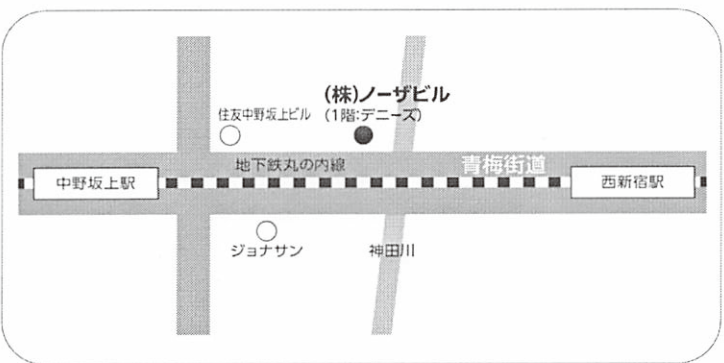 (株)ノーザビル
住友中野坂上ビル
(1階:デニーズ)
地下鉄丸の内線
青梅街道
中野坂上駅
西新宿駅
ジョナサン
神田川